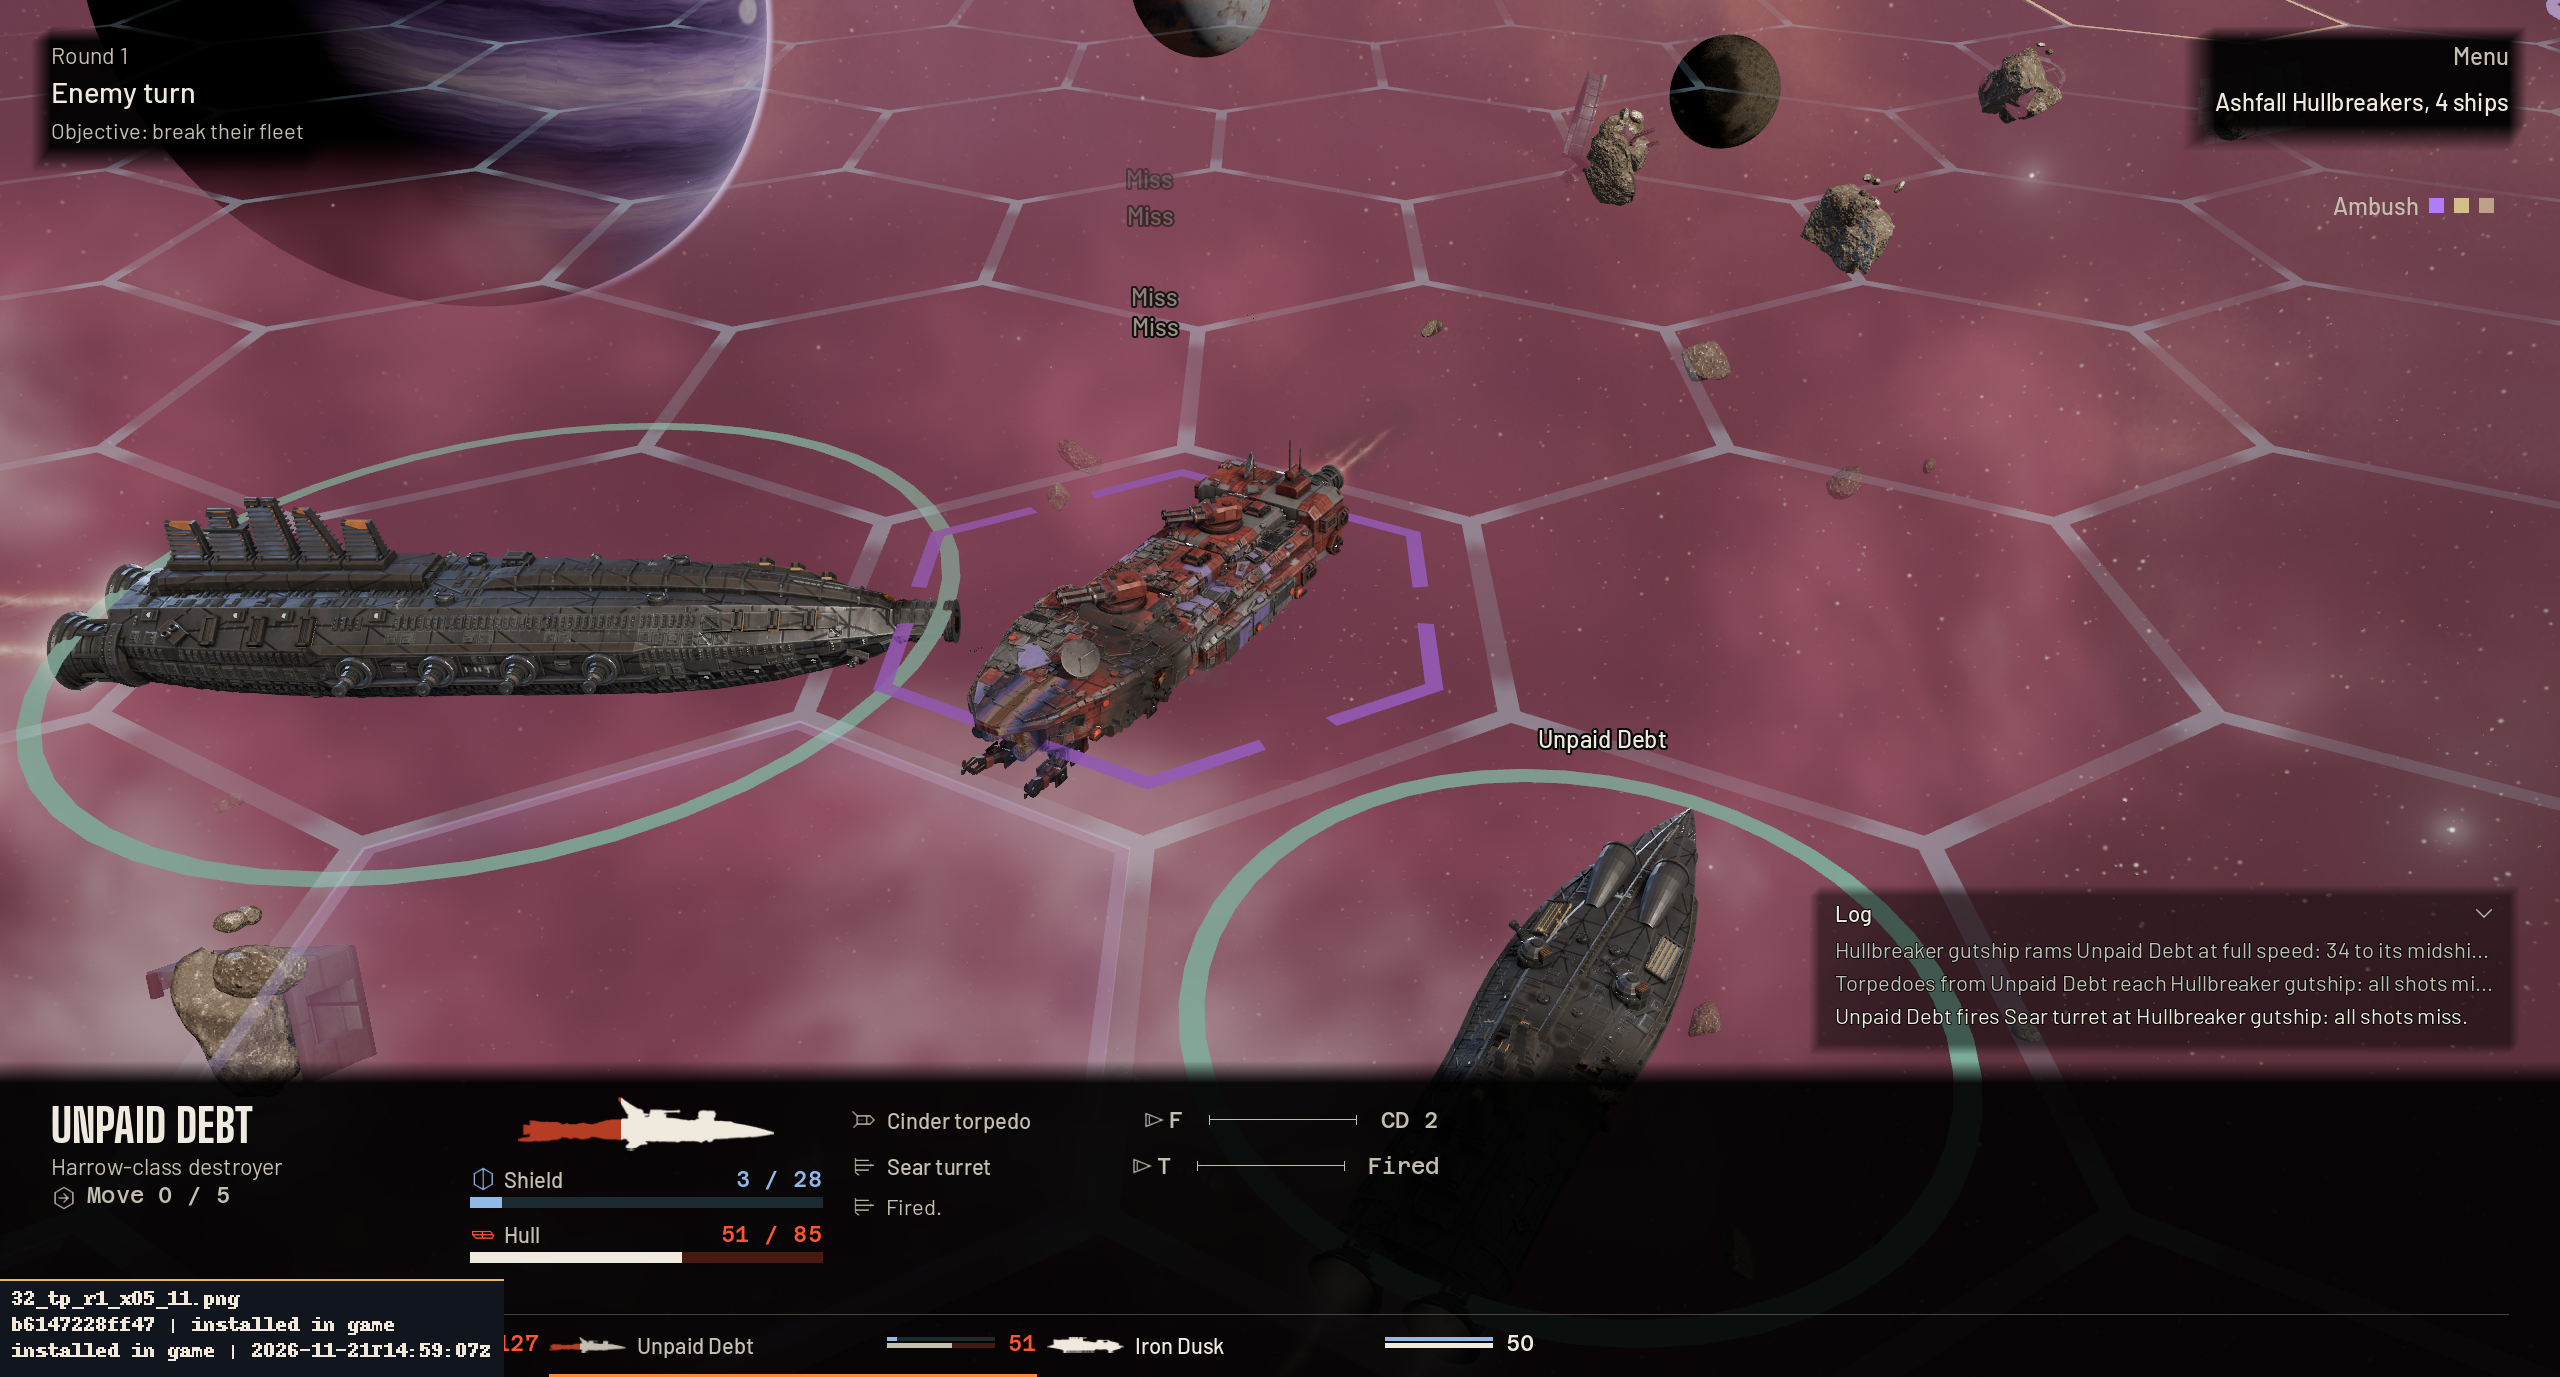 Round 1
Enemy turn
Objective: break their fleet
Menu
Ashfall Hullbreakers, 4 ships
Ambush
Miss
Miss
Miss
Miss
Unpaid Debt
Log
Hullbreaker gutship rams Unpaid Debt at full speed: 34 to its midshi...
Torpedoes from Unpaid Debt reach Hullbreaker gutship: all shots mi...
Unpaid Debt fires Sear turret at Hullbreaker gutship: all shots miss.
UNPAID DEBT
Harrow-class destroyer
Move 0 / 5
Shield 3 / 28
Hull 51 / 85
Cinder torpedo F CD 2
Sear turret T Fired
Fired.
32_tp_r1_x05_11.png
b6147228ff47 | installed in game
installed in game | 2026-11-21r14:59:07z
127 Unpaid Debt 51 Iron Dusk 50